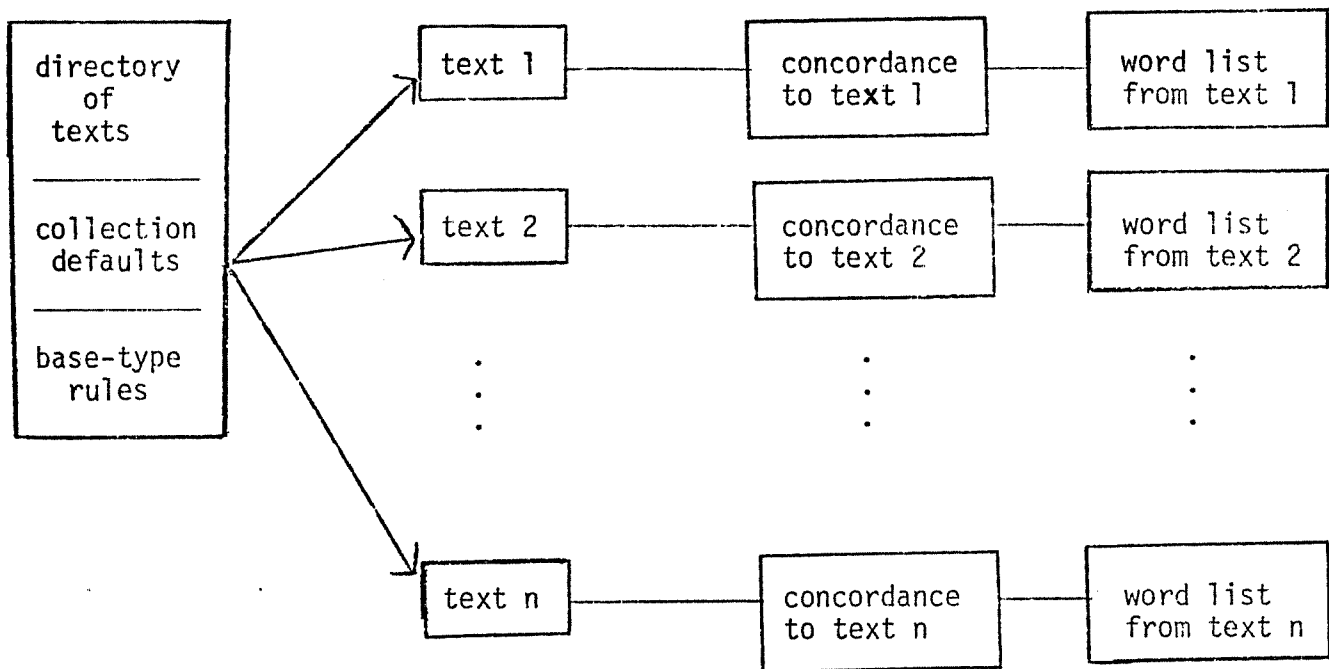 directory
of
texts
collection
defaults
base-type
rules
text 1
concordance
to text 1
word list
from text 1
text 2
concordance
to text 2
word list
from text 2
text n
concordance
to text n
word list
from text n